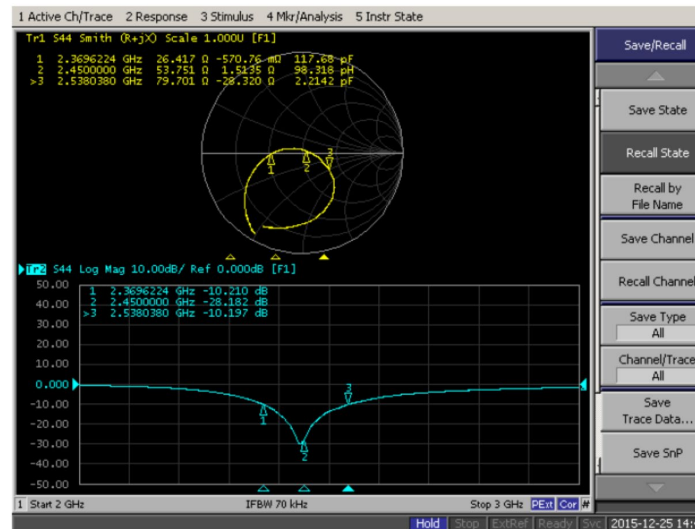 1 Active Ch/Trace 2 Response 3 Stimulus 4 Mkr/Analysis 5 Instr State
Tr1 S44 Smith (R+jX) Scale 1.000U [F1]
1 2.3696224 GHz 26.417 Ω -570.76 mΩ 117.68 pF
2 2.4500000 GHz 53.751 Ω 1.5135 Ω 98.318 pH
>3 2.5380380 GHz 79.701 Ω -28.320 Ω 2.2142 pF
1
2
3
Tr2 S44 Log Mag 10.00dB/ Ref 0.000dB [F1]
50.00
40.00
30.00
20.00
10.00
0.000
-10.00
-20.00
-30.00
-40.00
-50.00
1 2.3696224 GHz -10.210 dB
2 2.4500000 GHz -28.182 dB
>3 2.5380380 GHz -10.197 dB
1
2
3
1 Start 2 GHz IFBW 70 kHz Stop 3 GHz PExt Cor #
Hold Stop ExtRef Ready Svc 2015-12-25 14:
Save/Recall
Save State
Recall State
Recall by
File Name
Save Channel
Recall Channel
Save Type
All
Channel/Trace
All
Save
Trace Data...
Save SnP